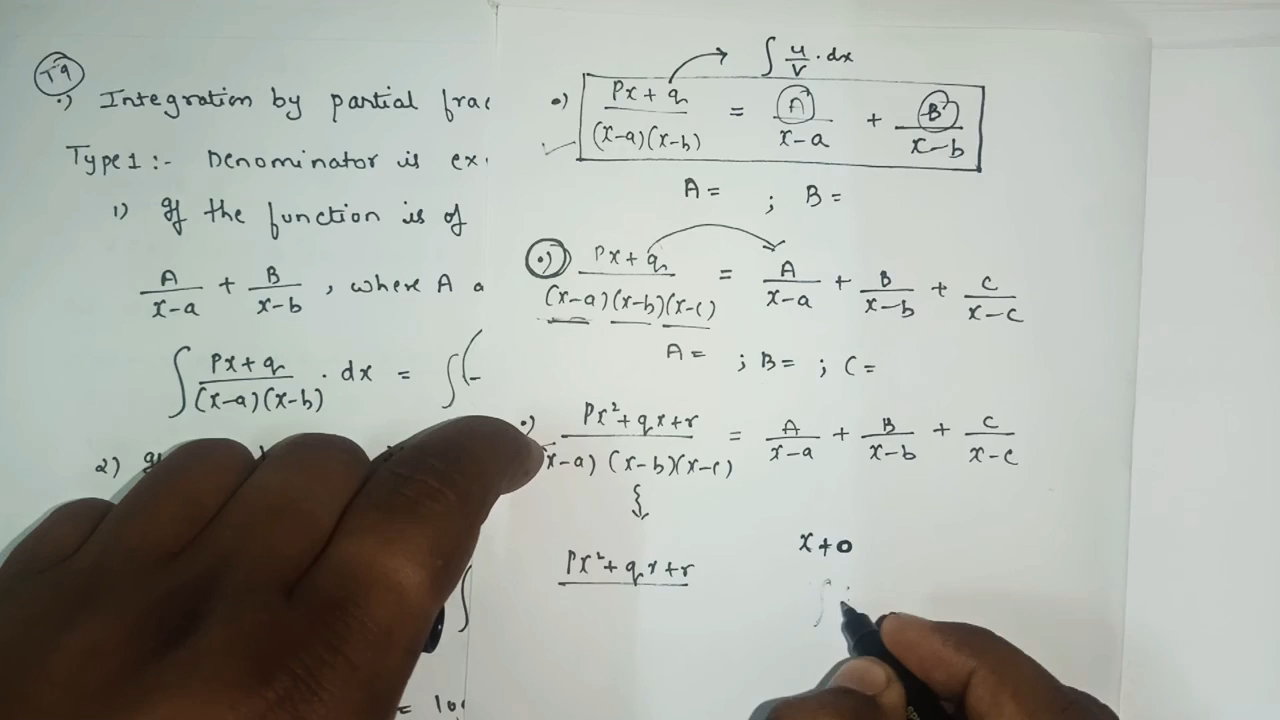 T9
•) Integration by partial frac
Type 1 :- Denominator is ex
1) If the function is of
A/(x-a) + B/(x-b) , where A a
∫ (Px+q)/((x-a)(x-b)) · dx = ∫(
2)
∫
= log
∫ u/v · dx
•) (Px+q)/((x-a)(x-b)) = A/(x-a) + B/(x-b)
A = ; B =
•) (Px+q)/((x-a)(x-b)(x-c)) = A/(x-a) + B/(x-b) + C/(x-c)
A = ; B = ; C =
•) (Px²+qx+r)/((x-a)(x-b)(x-c)) = A/(x-a) + B/(x-b) + C/(x-c)
x+0
Px²+qx+r